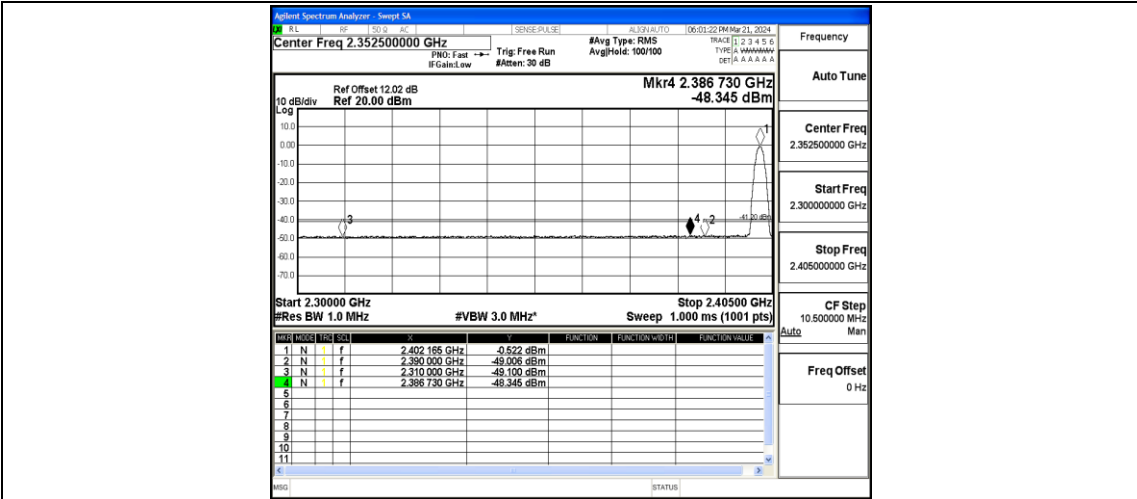 Agilent Spectrum Analyzer - Swept SA
RL RF 50 Ω AC SENSE:PULSE ALIGN AUTO 06:01:22 PM Mar 21, 2024
Center Freq 2.352500000 GHz #Avg Type: RMS TRACE 1 2 3 4 5 6
PNO: Fast Trig: Free Run Avg|Hold: 100/100 TYPE A
IFGain:Low #Atten: 30 dB DET A A A A A A
Frequency
Auto Tune
Center Freq
2.352500000 GHz
Start Freq
2.300000000 GHz
Stop Freq
2.405000000 GHz
CF Step
10.500000 MHz
Auto Man
Freq Offset
0 Hz
Mkr4 2.386 730 GHz
-48.345 dBm
Ref Offset 12.02 dB
10 dB/div Ref 20.00 dBm
Log
10.0
0.00
-10.0
-20.0
-30.0
-40.0
-50.0
-60.0
-70.0
1
3
4
2
-41.20 dBm
Start 2.30000 GHz Stop 2.40500 GHz
#Res BW 1.0 MHz #VBW 3.0 MHz* Sweep 1.000 ms (1001 pts)
MKR MODE TRC SCL X Y FUNCTION FUNCTION WIDTH FUNCTION VALUE
1 N 1 f 2.402 165 GHz -0.522 dBm
2 N 1 f 2.390 000 GHz -49.006 dBm
3 N 1 f 2.310 000 GHz -49.100 dBm
4 N 1 f 2.386 730 GHz -48.345 dBm
5
6
7
8
9
10
11
MSG STATUS